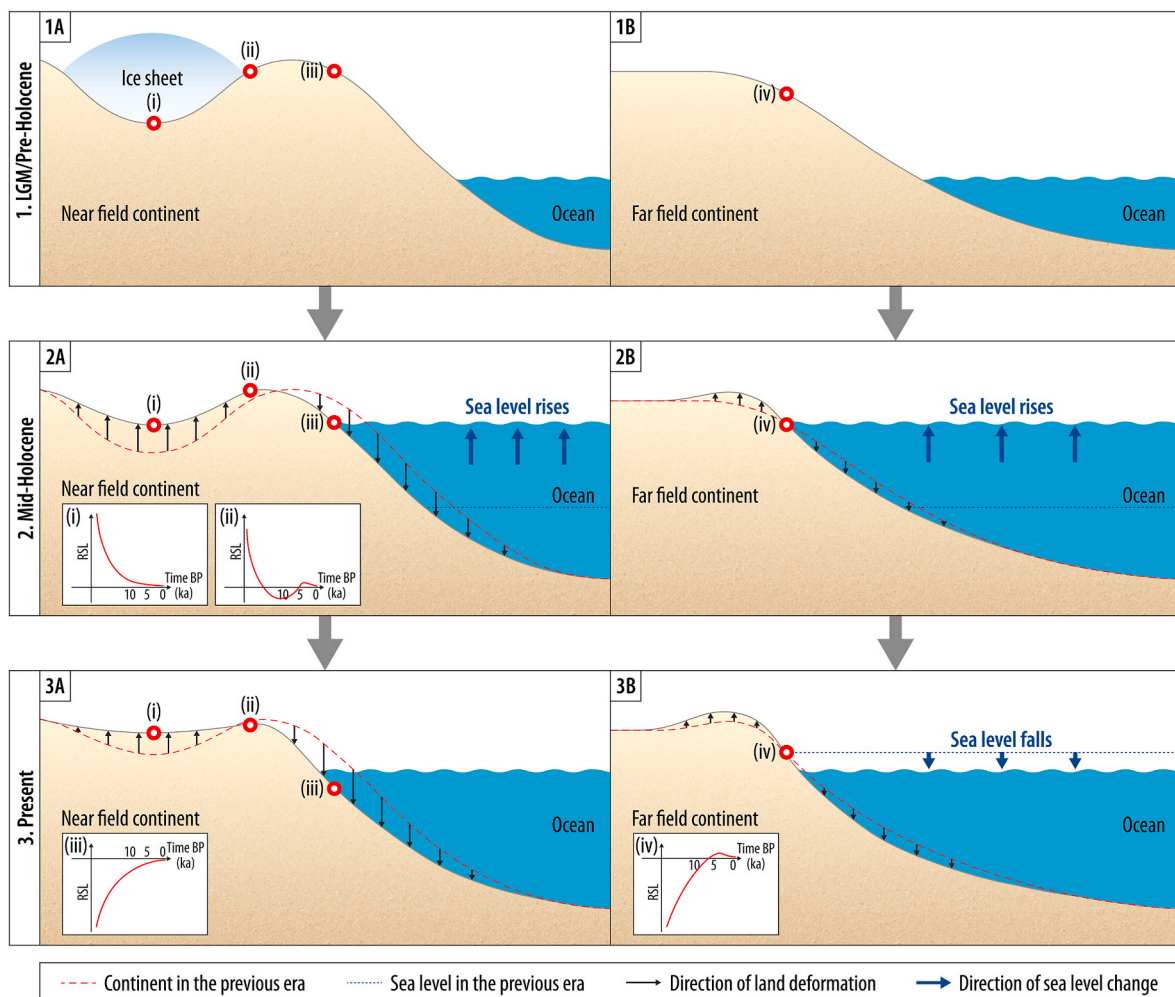 1. LGM/Pre-Holocene
1A
Ice sheet
(i)
(ii)
(iii)
Near field continent
Ocean
1B
(iv)
Far field continent
Ocean
2. Mid-Holocene
2A
(i)
(ii)
(iii)
Sea level rises
Ocean
Near field continent
(i)
RSL
Time BP
(ka)
10 5 0
(ii)
RSL
Time BP
(ka)
10 5 0
2B
(iv)
Sea level rises
Ocean
Far field continent
3. Present
3A
(i)
(ii)
(iii)
Ocean
Near field continent
(iii)
10 5 0 Time BP
(ka)
RSL
3B
(iv)
Sea level falls
Ocean
Far field continent
(iv)
Time BP
(ka)
10 5 0
RSL
Continent in the previous era
Sea level in the previous era
Direction of land deformation
Direction of sea level change